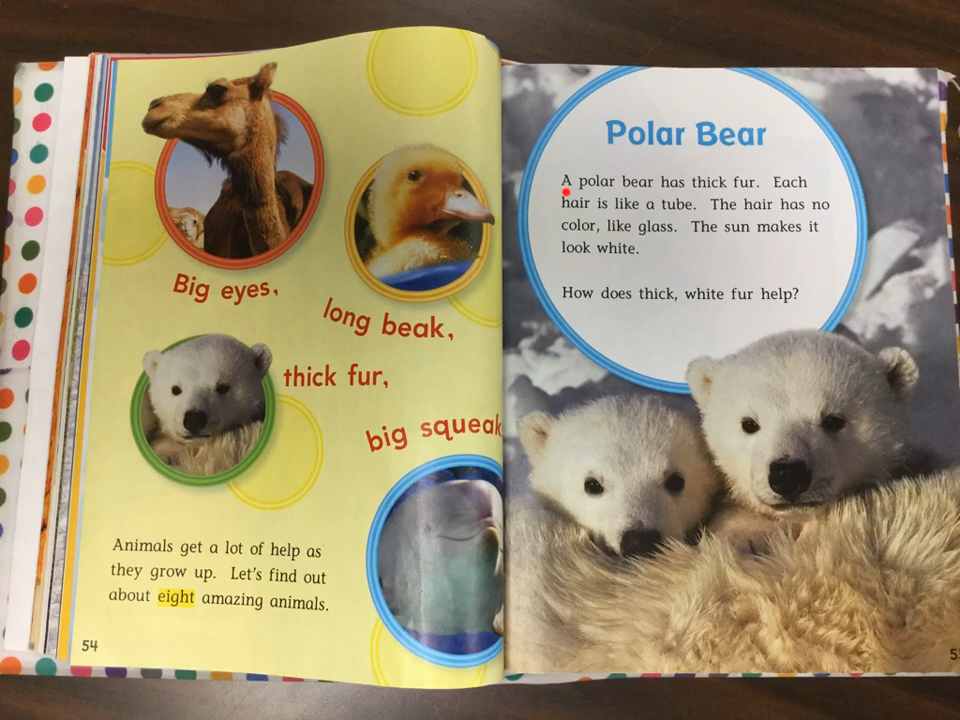 Big eyes,
long beak,
thick fur,
big squeak
Animals get a lot of help as
they grow up. Let's find out
about eight amazing animals.
54
Polar Bear
A polar bear has thick fur. Each
hair is like a tube. The hair has no
color, like glass. The sun makes it
look white.
How does thick, white fur help?